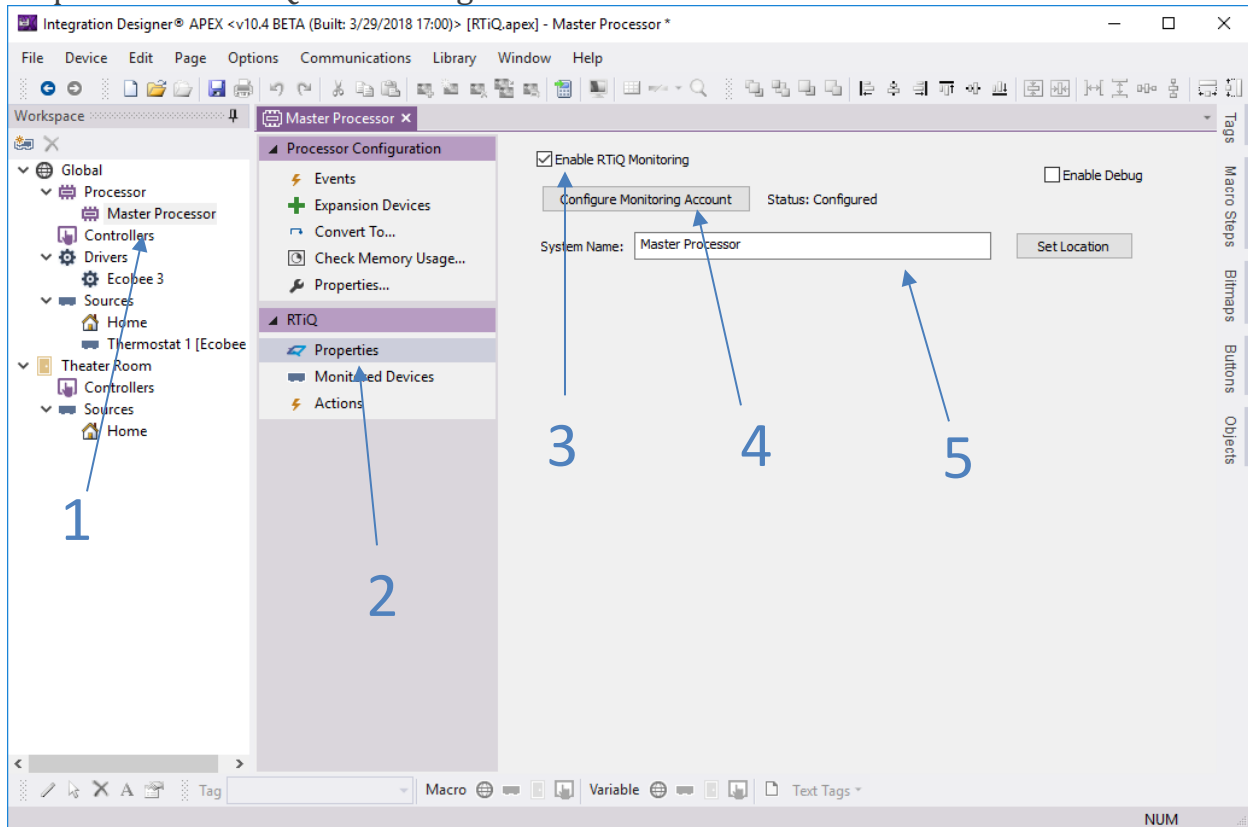 Integration Designer® APEX <v10.4 BETA (Built: 3/29/2018 17:00)> [RTiQ.apex] - Master Processor *
File Device Edit Page Options Communications Library Window Help
Workspace
Master Processor
Global
Processor
Master Processor
Controllers
Drivers
Ecobee 3
Sources
Home
Thermostat 1 [Ecobee
Theater Room
Controllers
Sources
Home
Processor Configuration
Events
Expansion Devices
Convert To...
Check Memory Usage...
Properties...
RTiQ
Properties
Monitored Devices
Actions
Enable RTiQ Monitoring
Enable Debug
Configure Monitoring Account
Status: Configured
System Name:
Master Processor
Set Location
1
2
3
4
5
Tags
Macro Steps
Bitmaps
Buttons
Objects
Tag
Macro
Variable
Text Tags
NUM